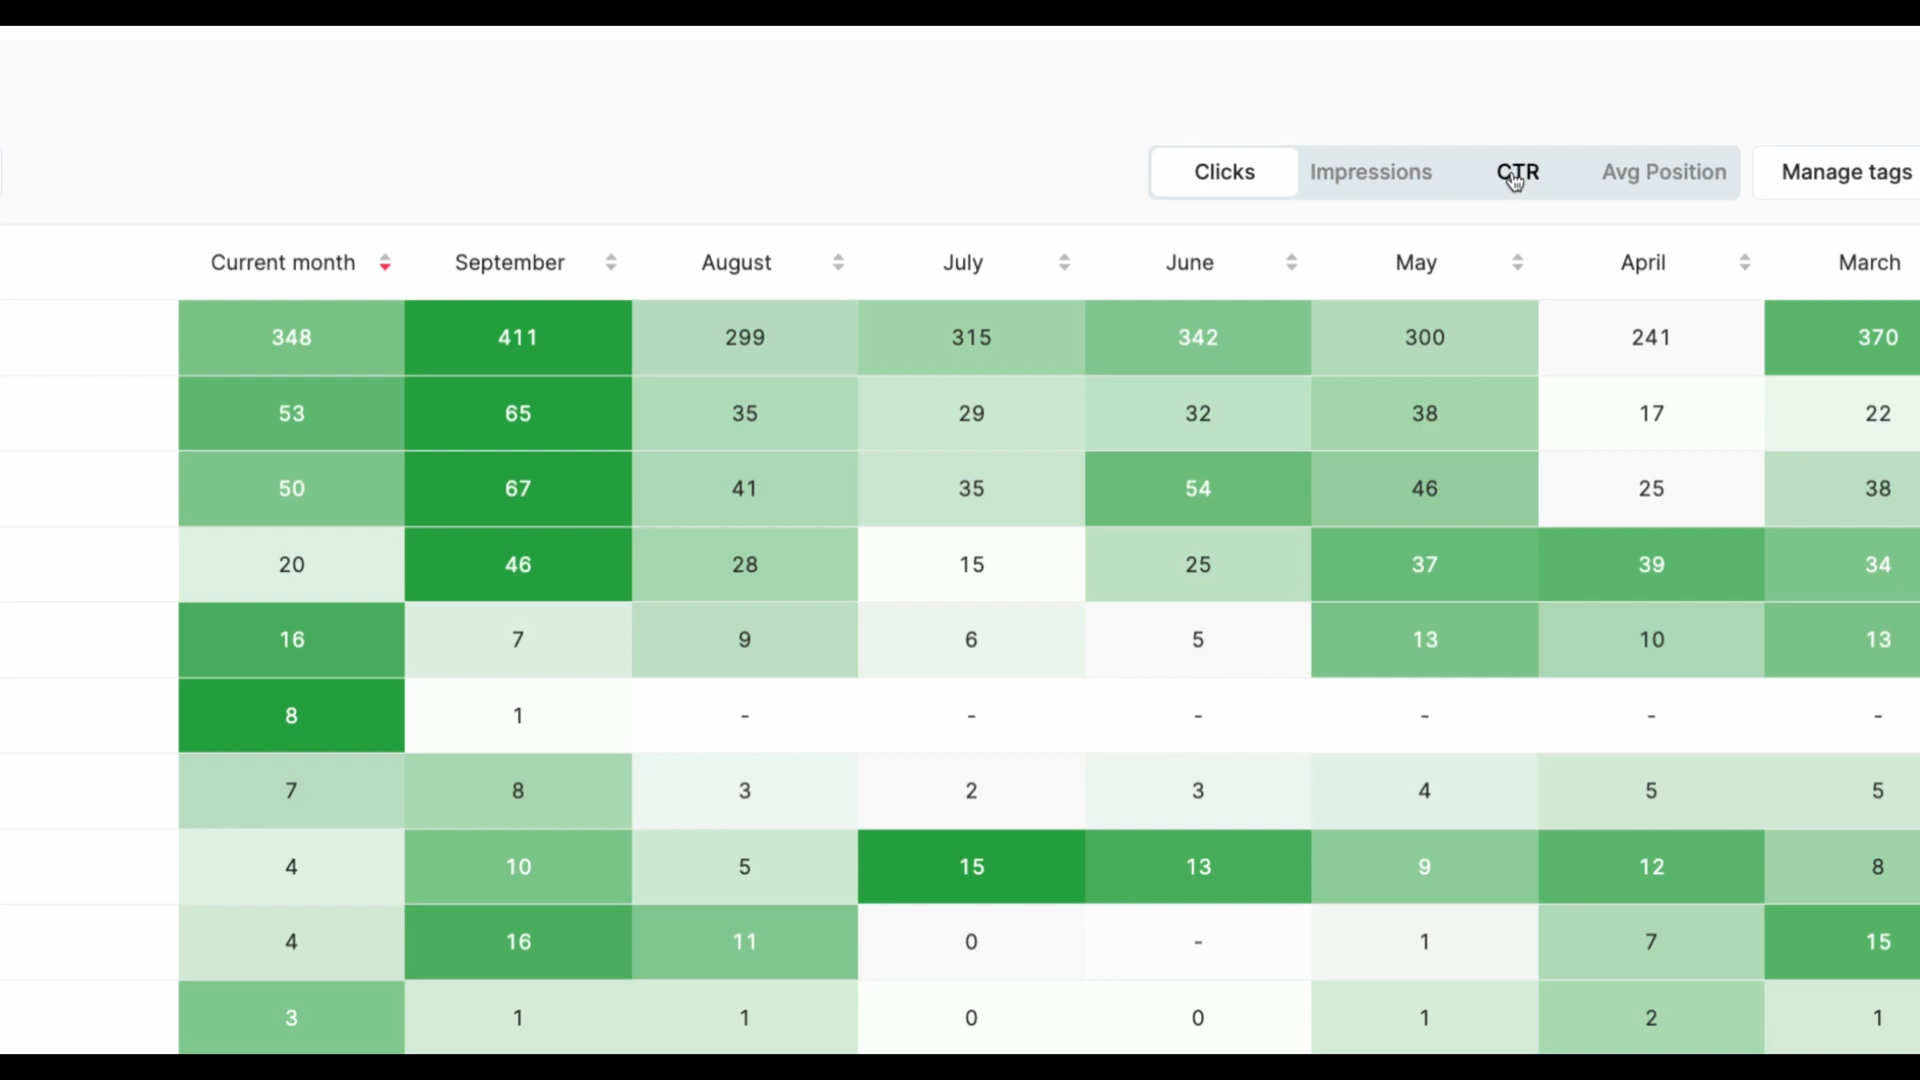 Clicks Impressions CTR Avg Position Manage tags
Current month September August July June May April March
348 411 299 315 342 300 241 370
53 65 35 29 32 38 17 22
50 67 41 35 54 46 25 38
20 46 28 15 25 37 39 34
16 7 9 6 5 13 10 13
8 1 - - - - - -
7 8 3 2 3 4 5 5
4 10 5 15 13 9 12 8
4 16 11 0 - 1 7 15
3 1 1 0 0 1 2 1